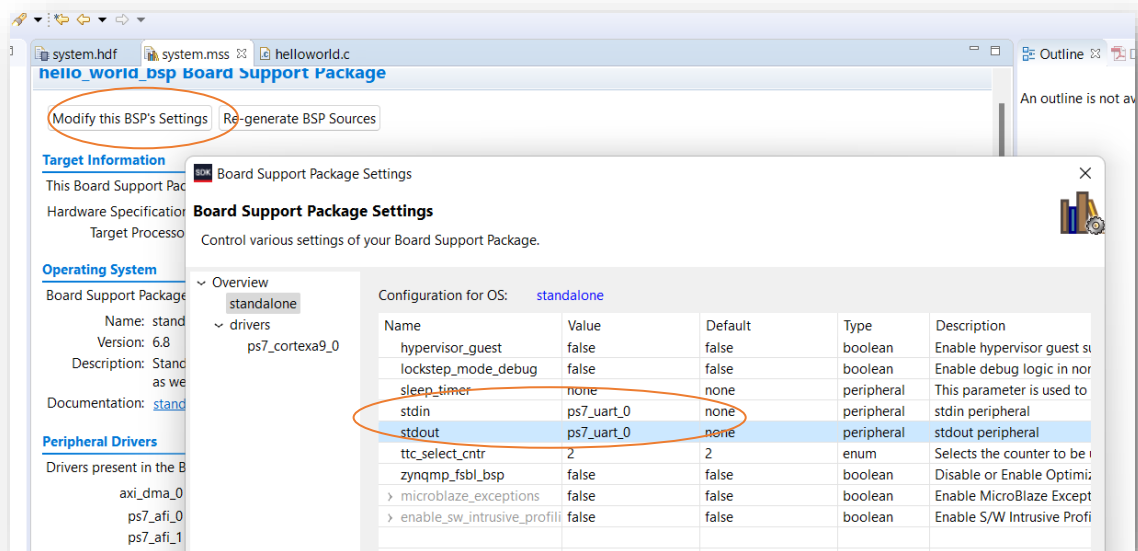 system.hdf system.mss helloworld.c Outline
hello_world_bsp Board Support Package
An outline is not av
Modify this BSP's Settings Re-generate BSP Sources
Target Information
This Board Support Pac
Hardware Specification
Target Processo
Operating System
Board Support Package
Name: stand
Version: 6.8
Description: Stand
as we
Documentation: stand
Peripheral Drivers
Drivers present in the B
axi_dma_0
ps7_afi_0
ps7_afi_1
SDK Board Support Package Settings
Board Support Package Settings
Control various settings of your Board Support Package.
Overview
standalone
drivers
ps7_cortexa9_0
Configuration for OS: standalone
Name Value Default Type Description
hypervisor_guest false false boolean Enable hypervisor guest su
lockstep_mode_debug false false boolean Enable debug logic in nor
sleep_timer none none peripheral This parameter is used to
stdin ps7_uart_0 none peripheral stdin peripheral
stdout ps7_uart_0 none peripheral stdout peripheral
ttc_select_cntr 2 2 enum Selects the counter to be u
zynqmp_fsbl_bsp false false boolean Disable or Enable Optimiz
microblaze_exceptions false false boolean Enable MicroBlaze Except
enable_sw_intrusive_profili false false boolean Enable S/W Intrusive Profi